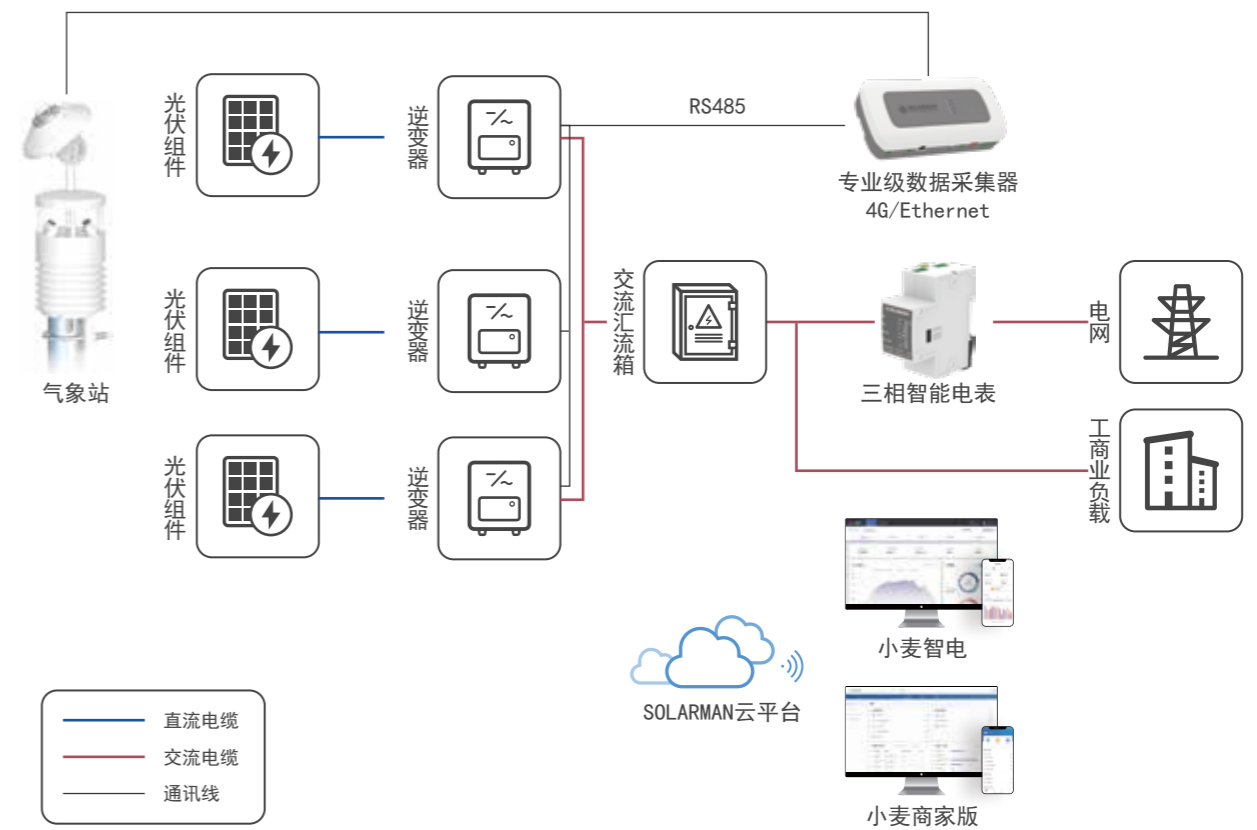 光伏组件
逆变器
RS485
专业级数据采集器
4G/Ethernet
气象站
光伏组件
逆变器
交流汇流箱
三相智能电表
电网
光伏组件
逆变器
工商业负载
小麦智电
SOLARMAN云平台
小麦商家版
直流电缆
交流电缆
通讯线